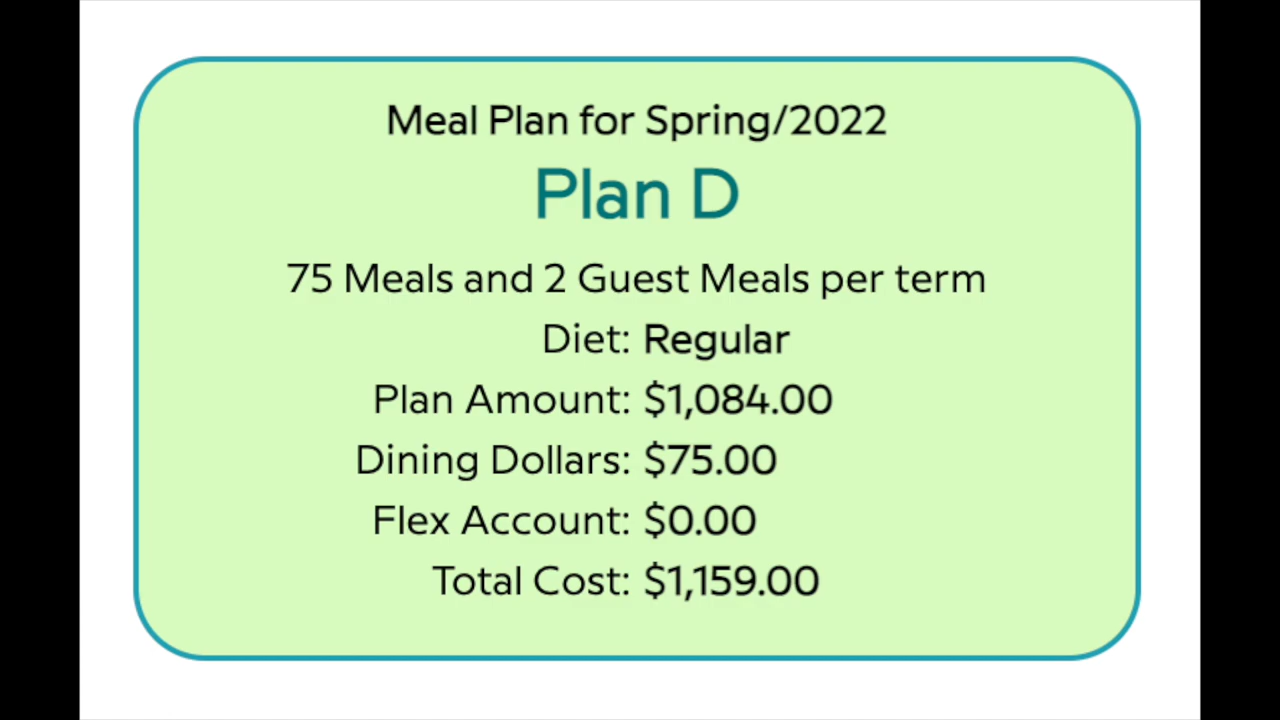 Meal Plan for Spring/2022
Plan D
75 Meals and 2 Guest Meals per term
Diet: Regular
Plan Amount: $1,084.00
Dining Dollars: $75.00
Flex Account: $0.00
Total Cost: $1,159.00